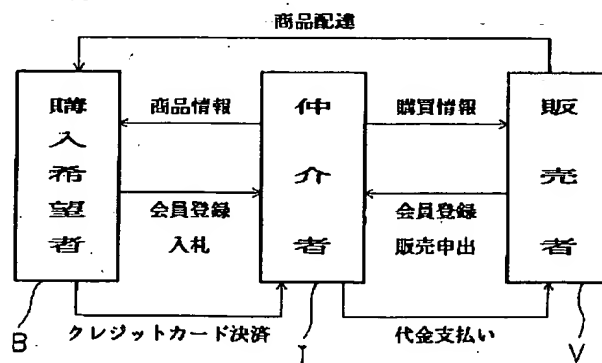 商品配達
購入希望者
商品情報
仲介者
購買情報
販売者
会員登録
入札
会員登録
販売申出
B
クレジットカード決済
I
代金支払い
V